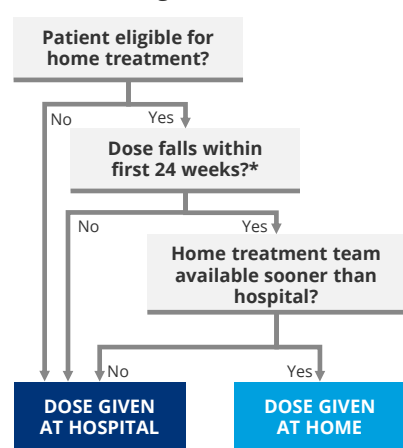 Patient eligible for
home treatment?
No
Yes
Dose falls within
first 24 weeks?*
No
Yes
Home treatment team
available sooner than
hospital?
No
Yes
DOSE GIVEN
AT HOSPITAL
DOSE GIVEN
AT HOME